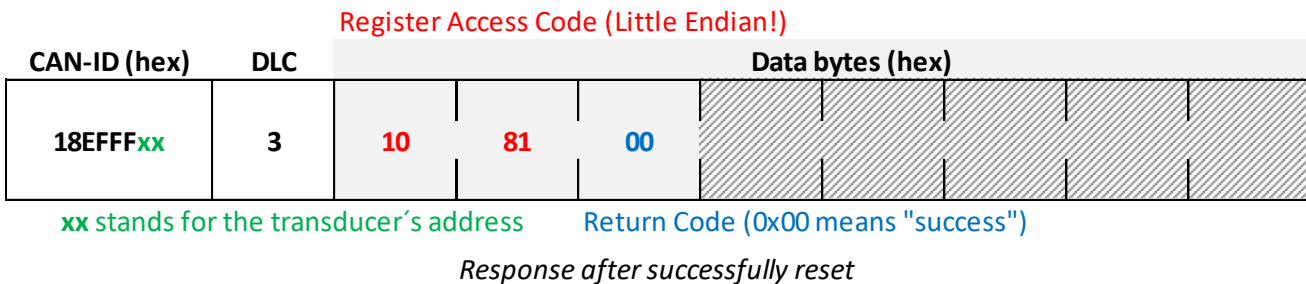 Register Access Code (Little Endian!)
CAN-ID (hex) DLC Data bytes (hex)
18EFFFxx 3 10 81 00
xx stands for the transducer´s address Return Code (0x00 means "success")
Response after successfully reset